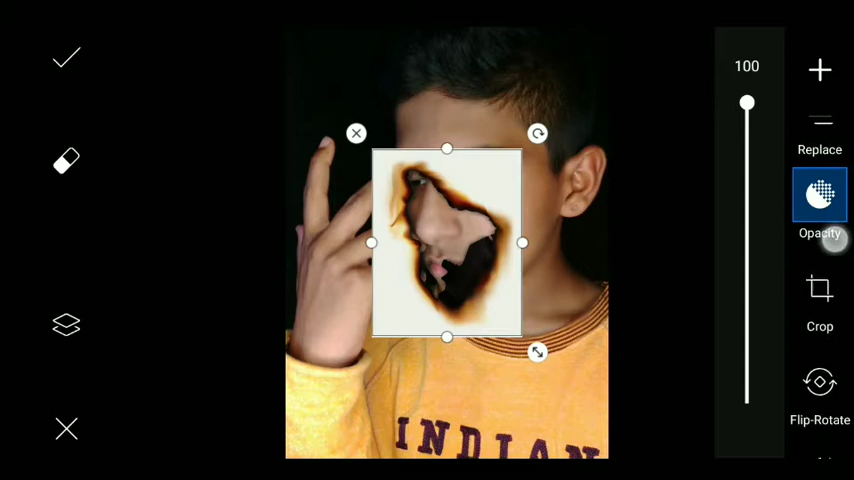 100
Replace
Opacity
Crop
Flip-Rotate
INDIAN